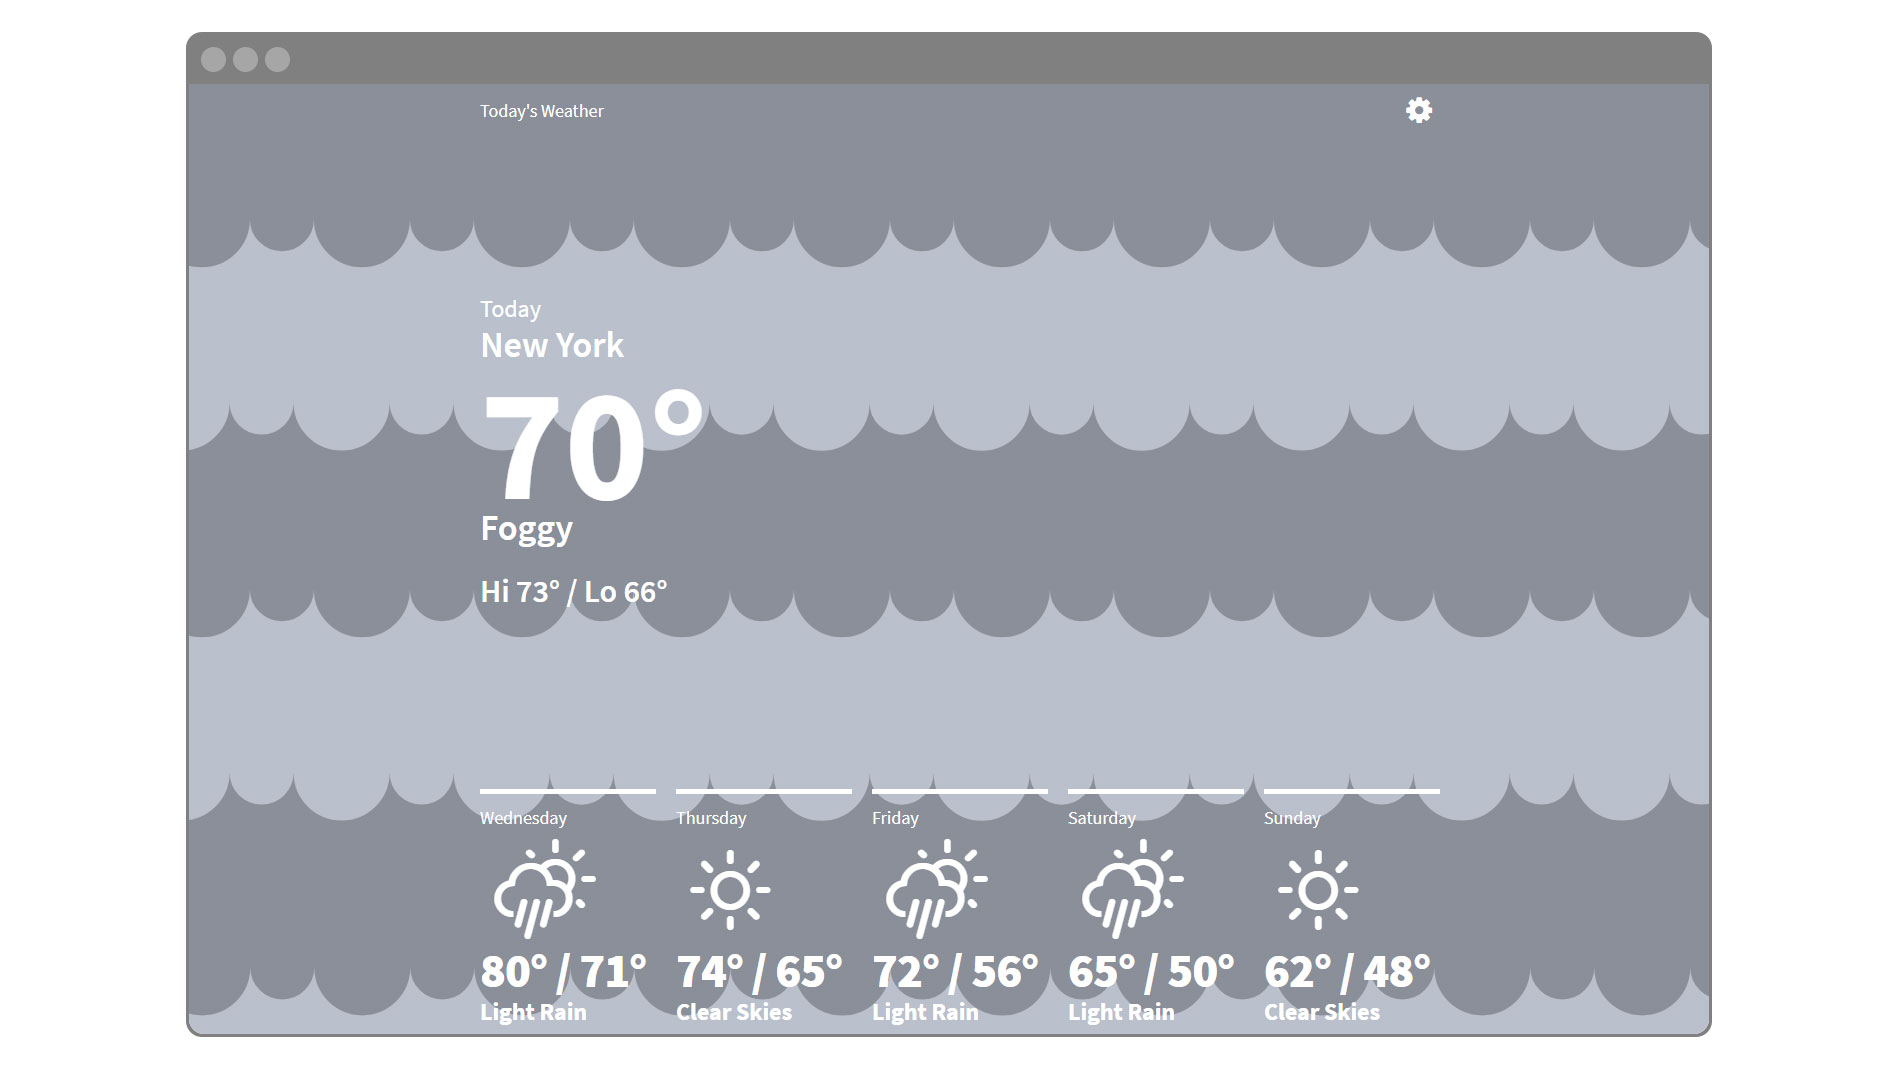 Today's Weather
Today
New York
70°
Foggy
Hi 73° / Lo 66°
Wednesday
80° / 71°
Light Rain
Thursday
74° / 65°
Clear Skies
Friday
72° / 56°
Light Rain
Saturday
65° / 50°
Light Rain
Sunday
62° / 48°
Clear Skies